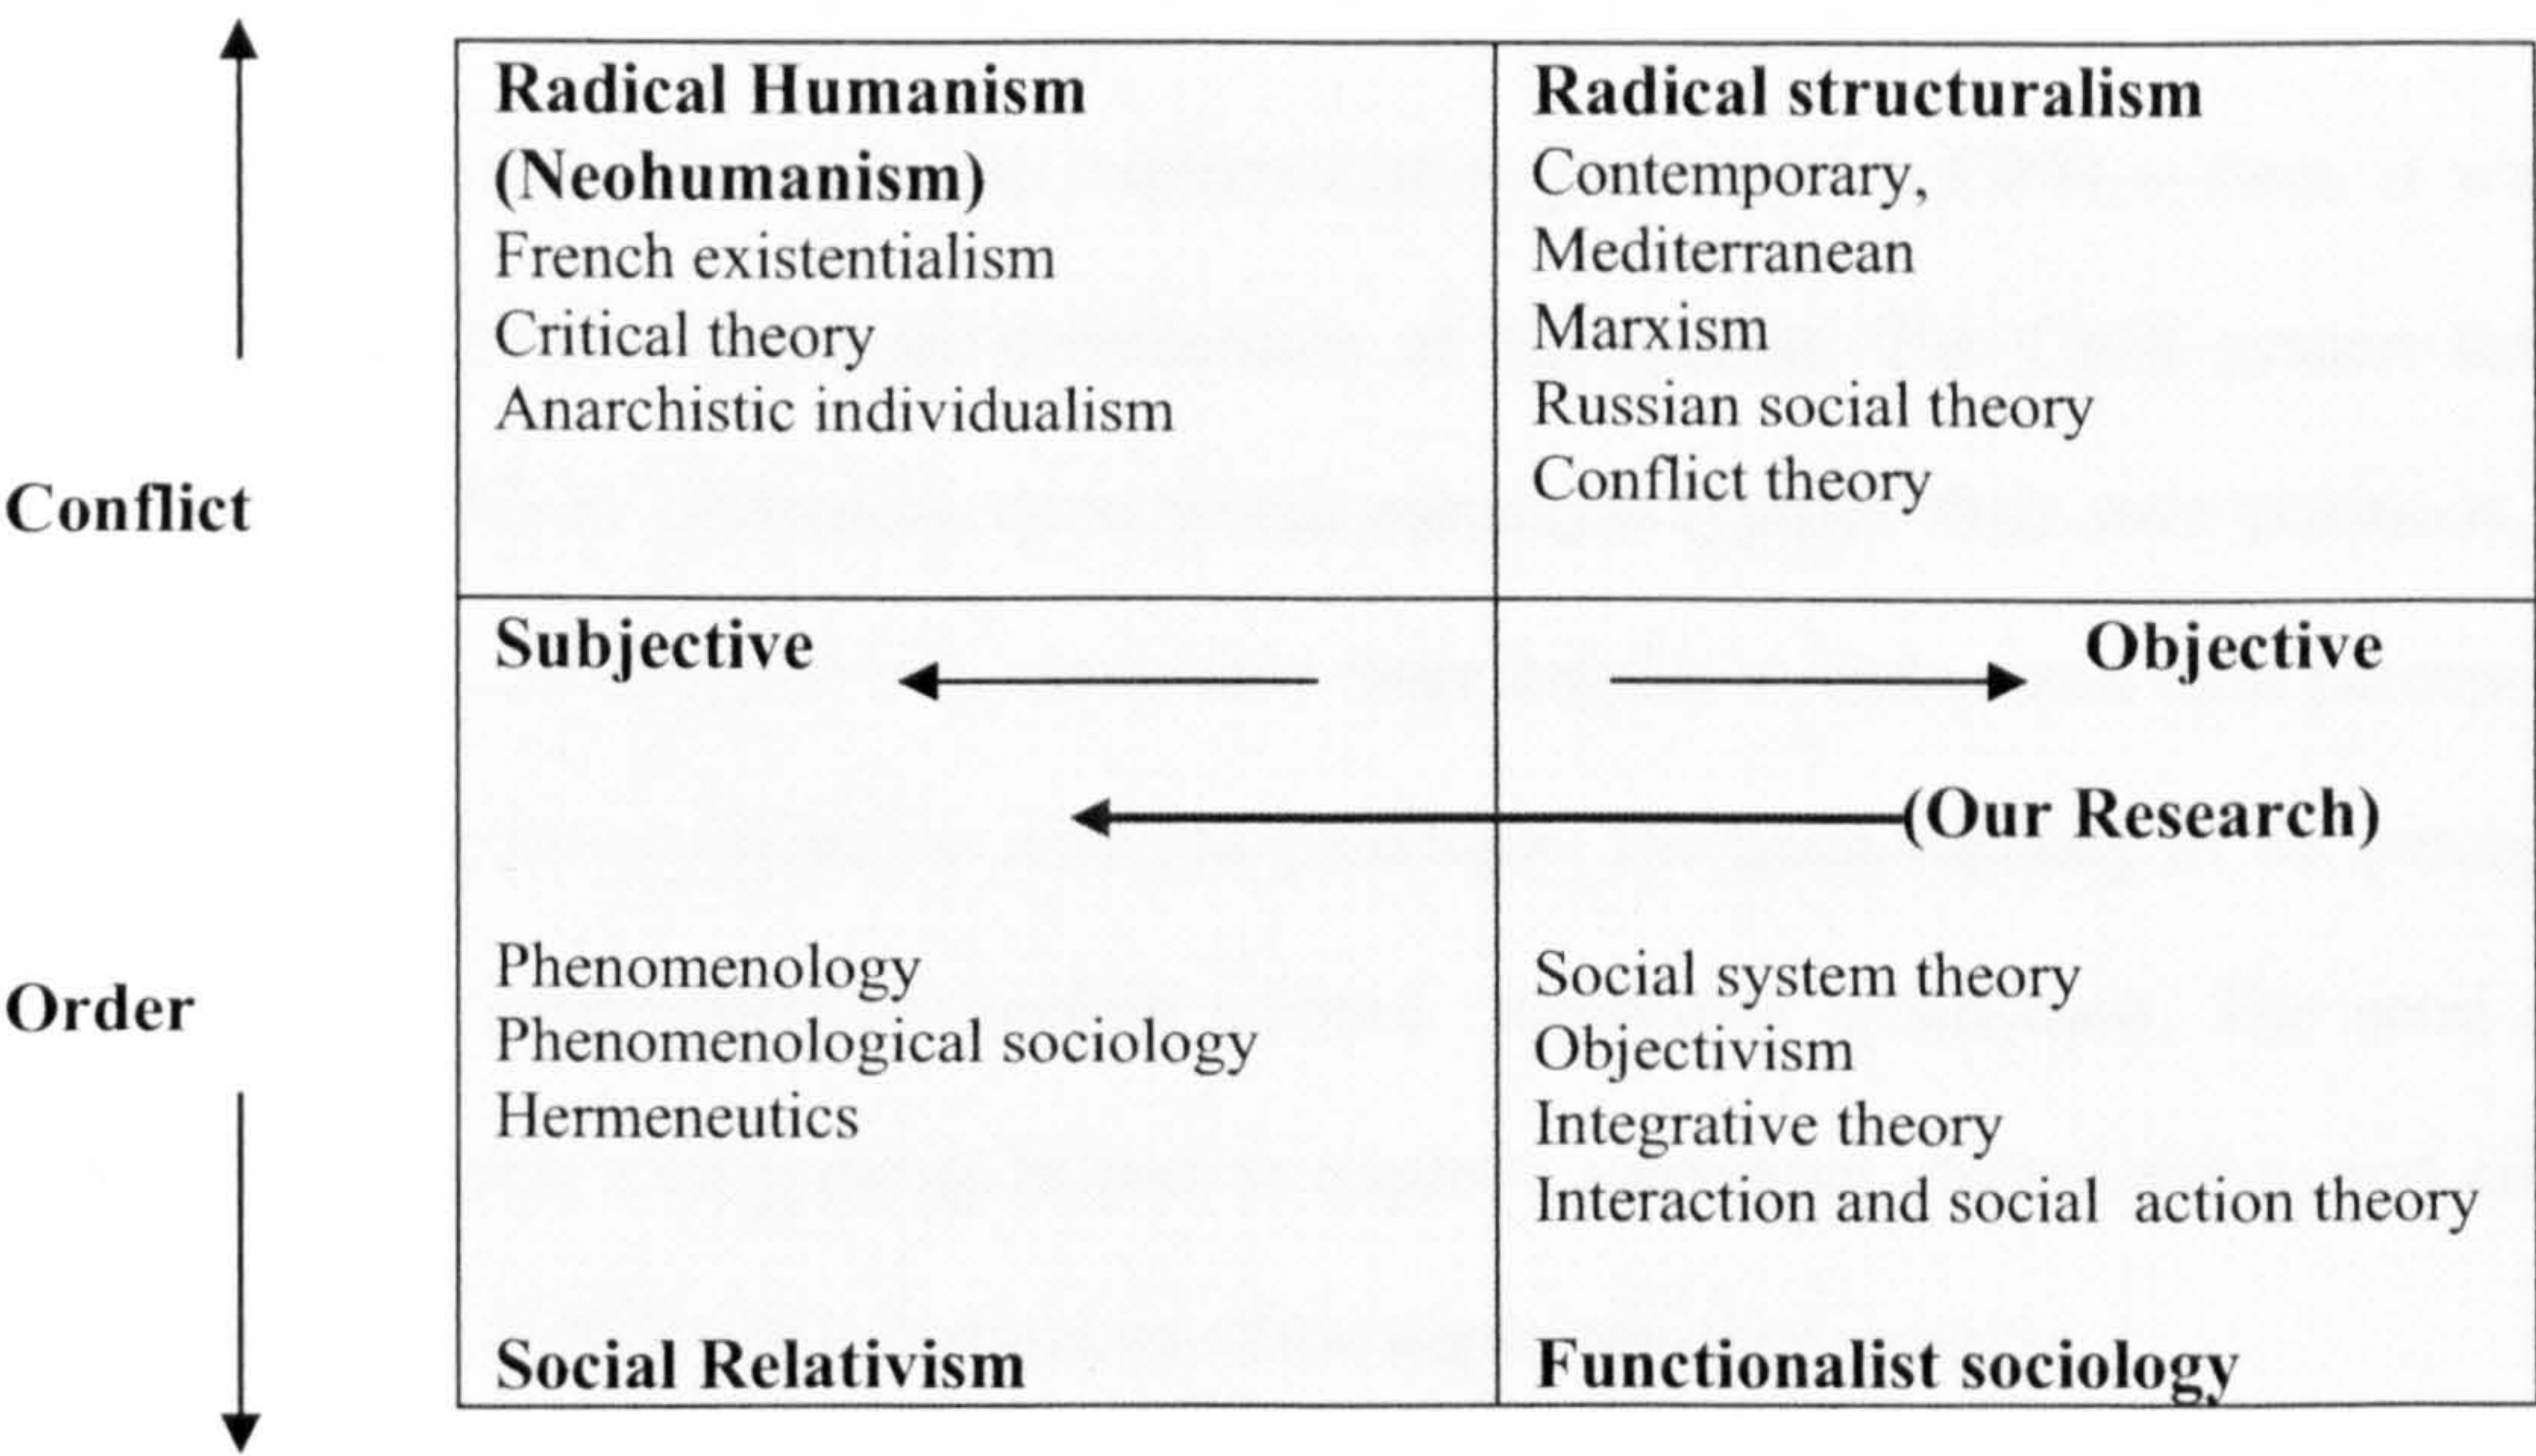 Radical Humanism
(Neohumanism)
French existentialism
Critical theory
Anarchistic individualism
Radical structuralism
Contemporary,
Mediterranean
Marxism
Russian social theory
Conflict theory
Conflict
Subjective
Objective
(Our Research)
Order
Phenomenology
Phenomenological sociology
Hermeneutics
Social Relativism
Social system theory
Objectivism
Integrative theory
Interaction and social action theory
Functionalist sociology